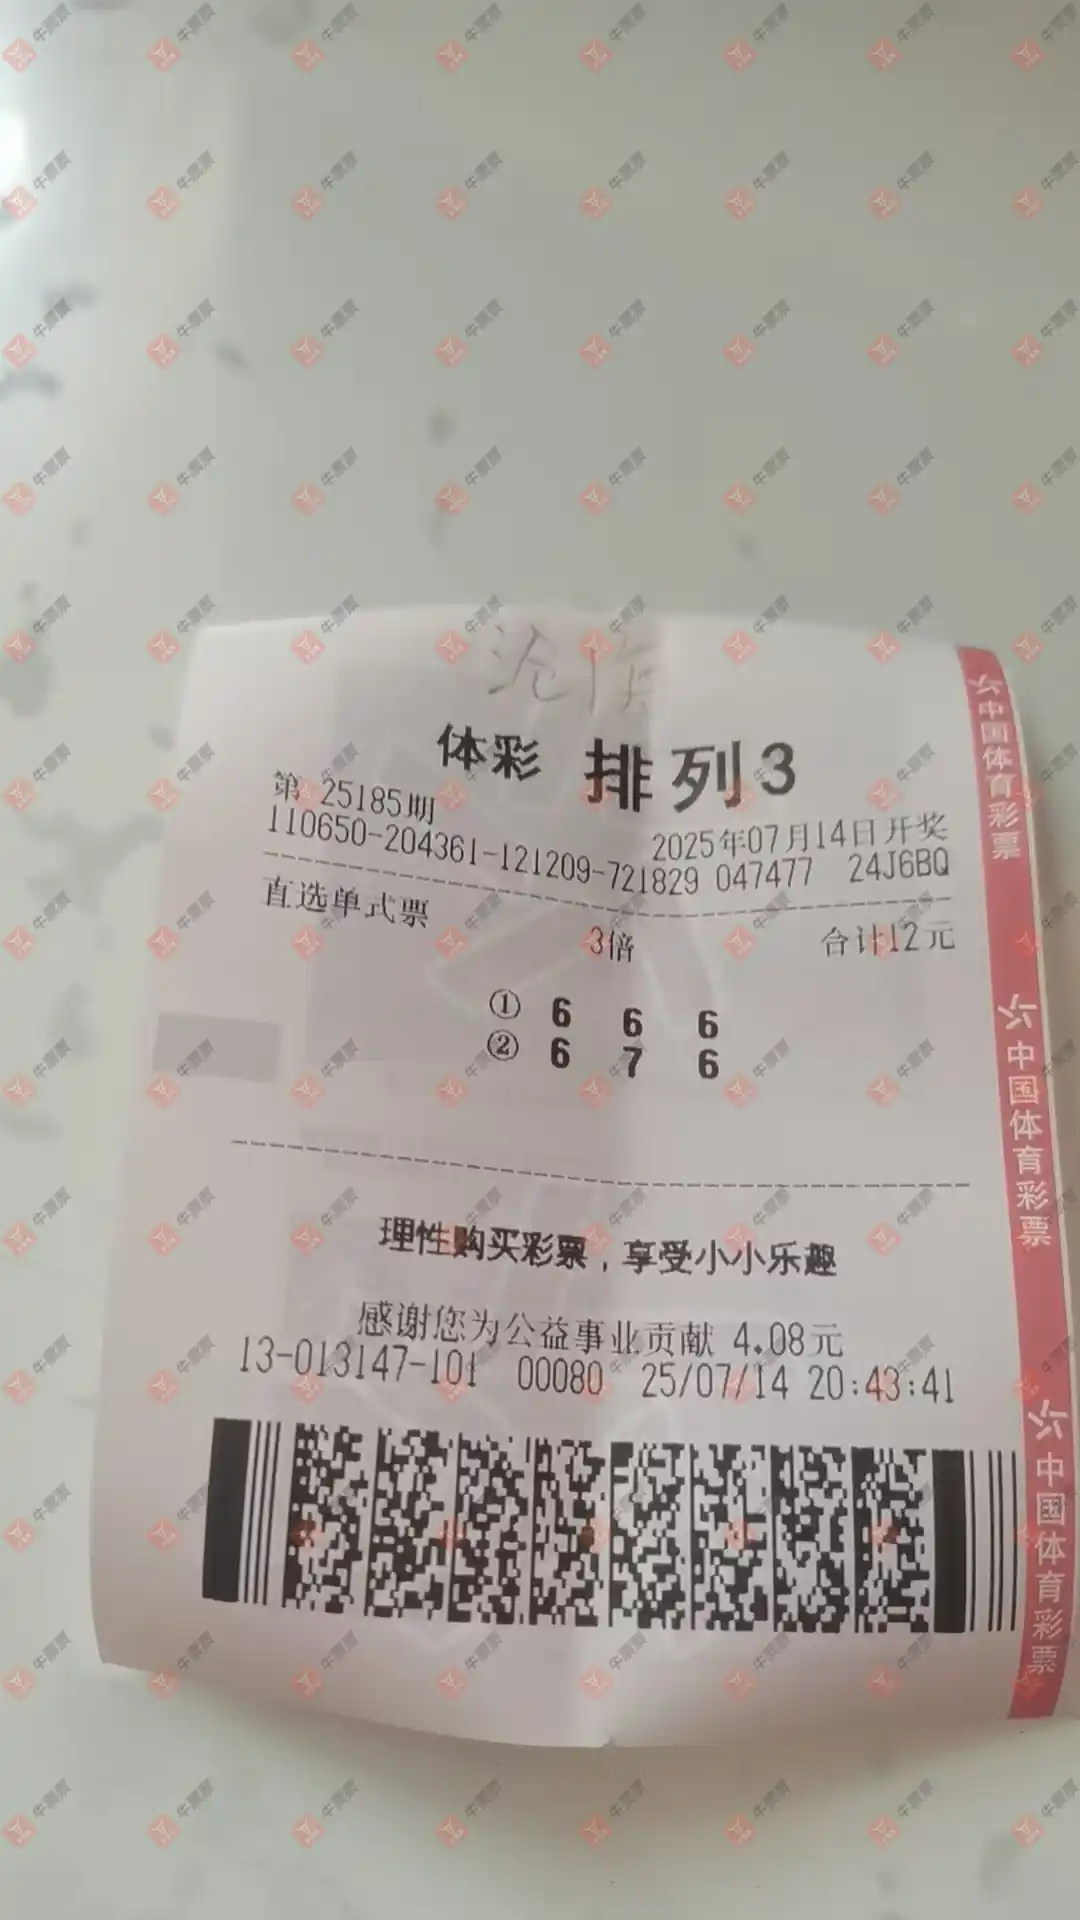 体彩 排列3
第 25185期 2025年07月14日开奖
110650-204361-121209-721829 047477 24J6BQ
直选单式票 3倍 合计12元
① 6 6 6
② 6 7 6
理性购买彩票，享受小小乐趣
感谢您为公益事业贡献 4.08元
13-013147-101 00080 25/07/14 20:43:41
中国体育彩票
中国体育彩票
中国体育彩票
牛票票